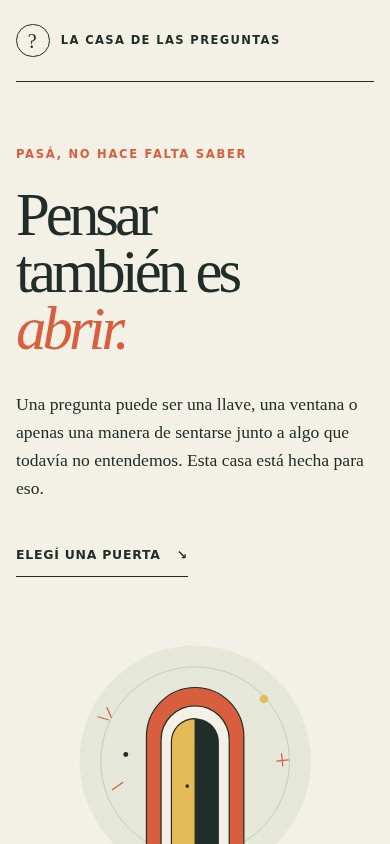 ?
LA CASA DE LAS PREGUNTAS
PASÁ, NO HACE FALTA SABER
Pensar
también es
abrir.
Una pregunta puede ser una llave, una ventana o
apenas una manera de sentarse junto a algo que
todavía no entendemos. Esta casa está hecha para
eso.
ELEGÍ UNA PUERTA ↘